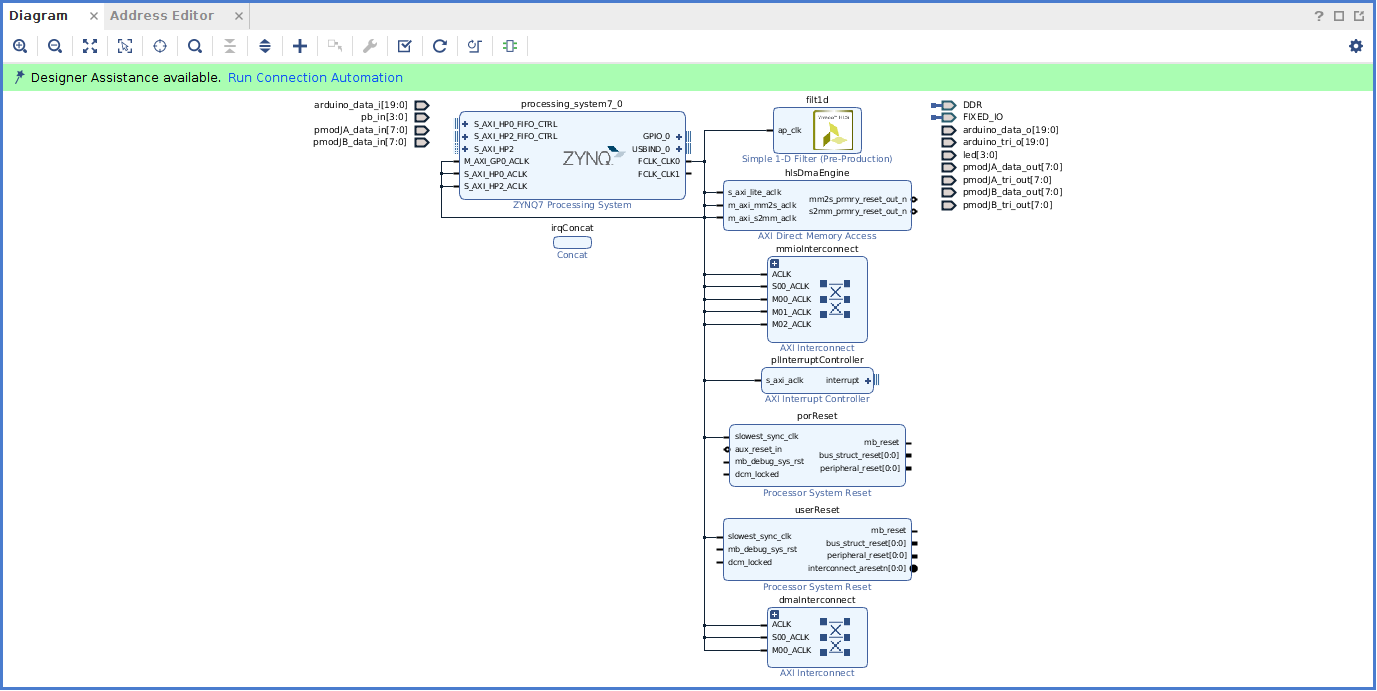 Diagram
Address Editor
?
Designer Assistance available. Run Connection Automation
arduino_data_i[19:0]
pb_in[3:0]
pmodJA_data_in[7:0]
pmodJB_data_in[7:0]
processing_system7_0
S_AXI_HP0_FIFO_CTRL
S_AXI_HP2_FIFO_CTRL
S_AXI_HP2
M_AXI_GP0_ACLK
S_AXI_HP0_ACLK
S_AXI_HP2_ACLK
ZYNQ
GPIO_0
USBIND_0
FCLK_CLK0
FCLK_CLK1
ZYNQ7 Processing System
irqConcat
Concat
filt1d
ap_clk
Simple 1-D Filter (Pre-Production)
hlsDmaEngine
s_axi_lite_aclk
m_axi_mm2s_aclk
m_axi_s2mm_aclk
mm2s_prmry_reset_out_n
s2mm_prmry_reset_out_n
AXI Direct Memory Access
mmioInterconnect
ACLK
S00_ACLK
M00_ACLK
M01_ACLK
M02_ACLK
AXI Interconnect
plInterruptController
s_axi_aclk
interrupt
AXI Interrupt Controller
porReset
slowest_sync_clk
aux_reset_in
mb_debug_sys_rst
dcm_locked
mb_reset
bus_struct_reset[0:0]
peripheral_reset[0:0]
Processor System Reset
userReset
slowest_sync_clk
mb_debug_sys_rst
dcm_locked
mb_reset
bus_struct_reset[0:0]
peripheral_reset[0:0]
interconnect_aresetn[0:0]
Processor System Reset
dmaInterconnect
ACLK
S00_ACLK
M00_ACLK
AXI Interconnect
DDR
FIXED_IO
arduino_data_o[19:0]
arduino_tri_o[19:0]
led[3:0]
pmodJA_data_out[7:0]
pmodJA_tri_out[7:0]
pmodJB_data_out[7:0]
pmodJB_tri_out[7:0]